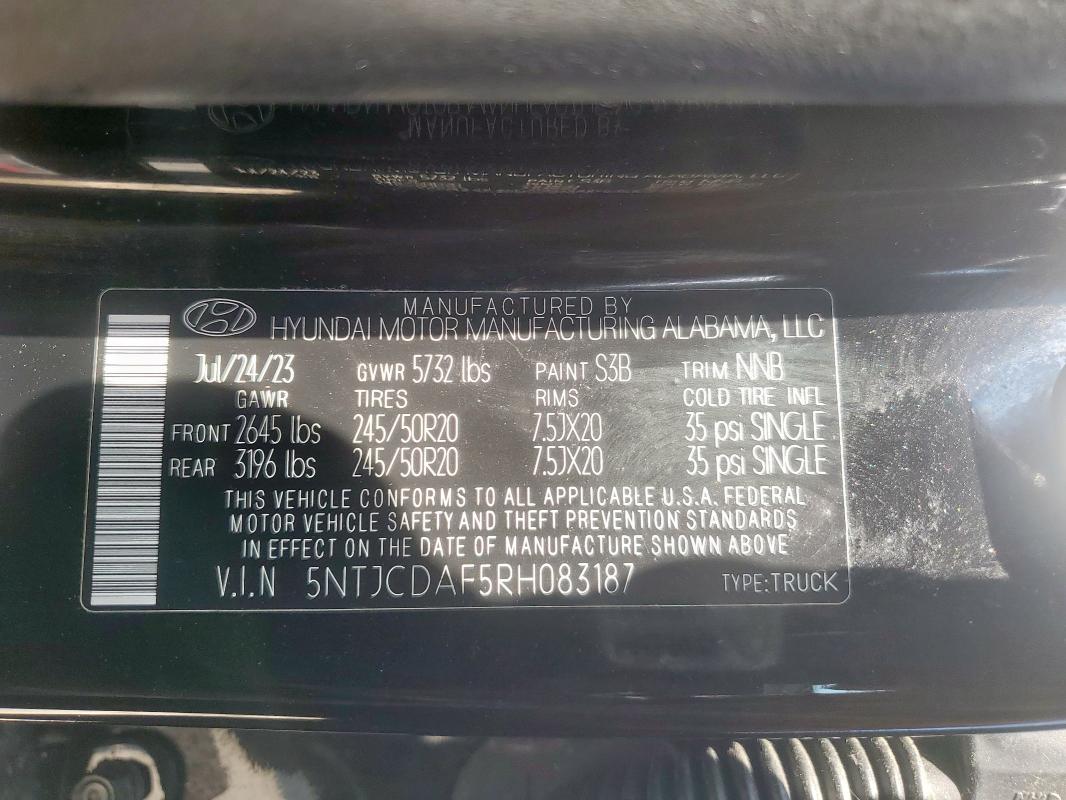 MANUFACTURED BY
HYUNDAI MOTOR MANUFACTURING ALABAMA, LLC
Jul/24/23 GVWR 5732 lbs PAINT S3B TRIM NNB
GAWR TIRES RIMS COLD TIRE INFL
FRONT 2645 lbs 245/50R20 7.5JX20 35 psi SINGLE
REAR 3196 lbs 245/50R20 7.5JX20 35 psi SINGLE
THIS VEHICLE CONFORMS TO ALL APPLICABLE U.S.A. FEDERAL
MOTOR VEHICLE SAFETY AND THEFT PREVENTION STANDARDS
IN EFFECT ON THE DATE OF MANUFACTURE SHOWN ABOVE
V.I.N 5NTJCDAF5RH083187 TYPE:TRUCK